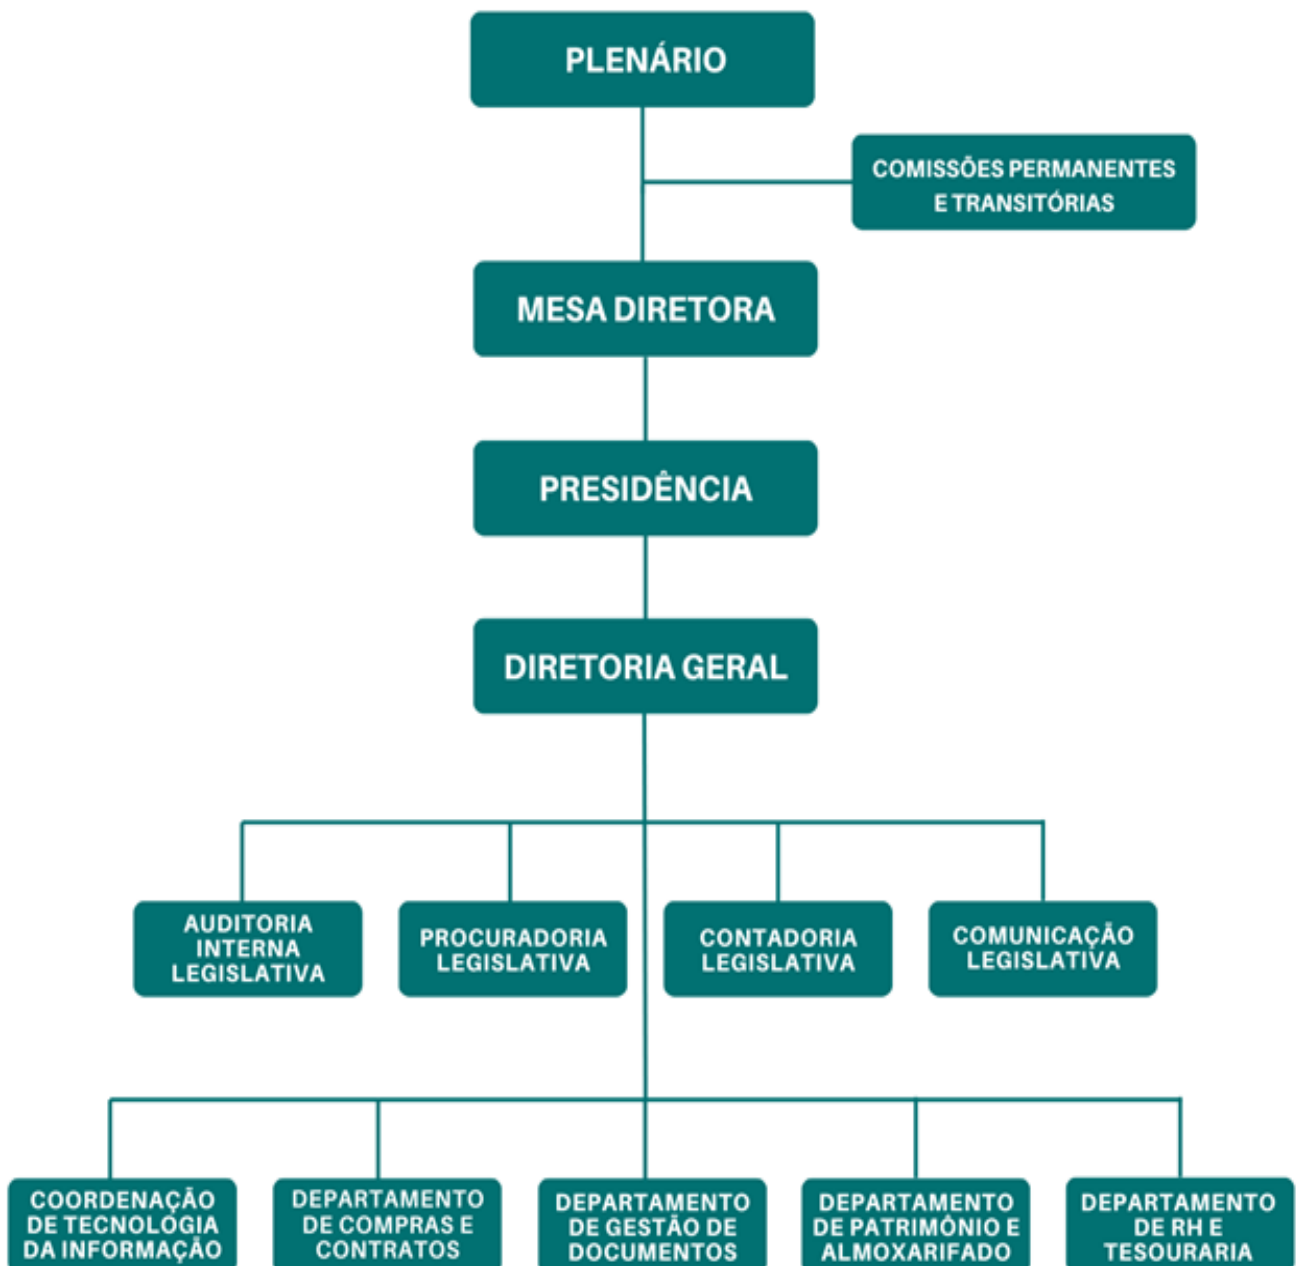 PLENÁRIO
COMISSÕES PERMANENTES
E TRANSITÓRIAS
MESA DIRETORA
PRESIDÊNCIA
DIRETORIA GERAL
AUDITORIA
INTERNA
LEGISLATIVA
PROCURADORIA
LEGISLATIVA
CONTADORIA
LEGISLATIVA
COMUNICAÇÃO
LEGISLATIVA
COORDENAÇÃO
DE TECNOLOGIA
DA INFORMAÇÃO
DEPARTAMENTO
DE COMPRAS E
CONTRATOS
DEPARTAMENTO
DE GESTÃO DE
DOCUMENTOS
DEPARTAMENTO
DE PATRIMÔNIO E
ALMOXARIFADO
DEPARTAMENTO
DE RH E
TESOURARIA